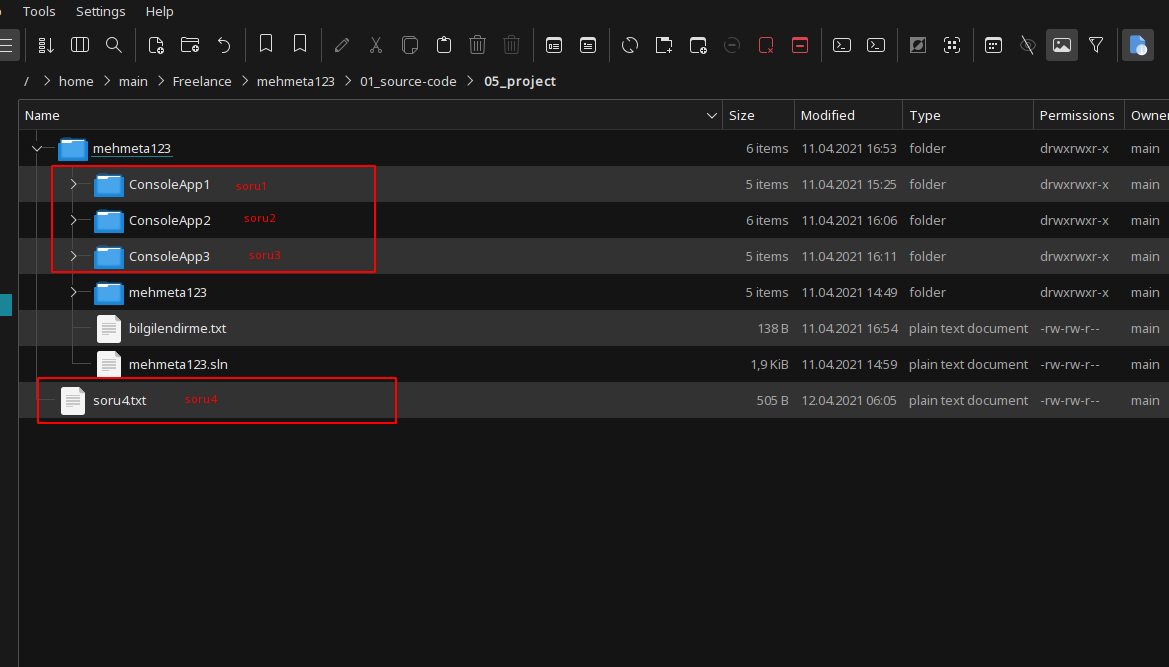 Tools Settings Help
/ > home > main > Freelance > mehmeta123 > 01_source-code > 05_project
Name Size Modified Type Permissions Owner
mehmeta123 6 items 11.04.2021 16:53 folder drwxrwxr-x main
ConsoleApp1 soru1 5 items 11.04.2021 15:25 folder drwxrwxr-x main
ConsoleApp2 soru2 6 items 11.04.2021 16:06 folder drwxrwxr-x main
ConsoleApp3 soru3 5 items 11.04.2021 16:11 folder drwxrwxr-x main
mehmeta123 5 items 11.04.2021 14:49 folder drwxrwxr-x main
bilgilendirme.txt 138 B 11.04.2021 16:54 plain text document -rw-rw-r-- main
mehmeta123.sln 1,9 KiB 11.04.2021 14:59 plain text document -rw-rw-r-- main
soru4.txt soru4 505 B 12.04.2021 06:05 plain text document -rw-rw-r-- main